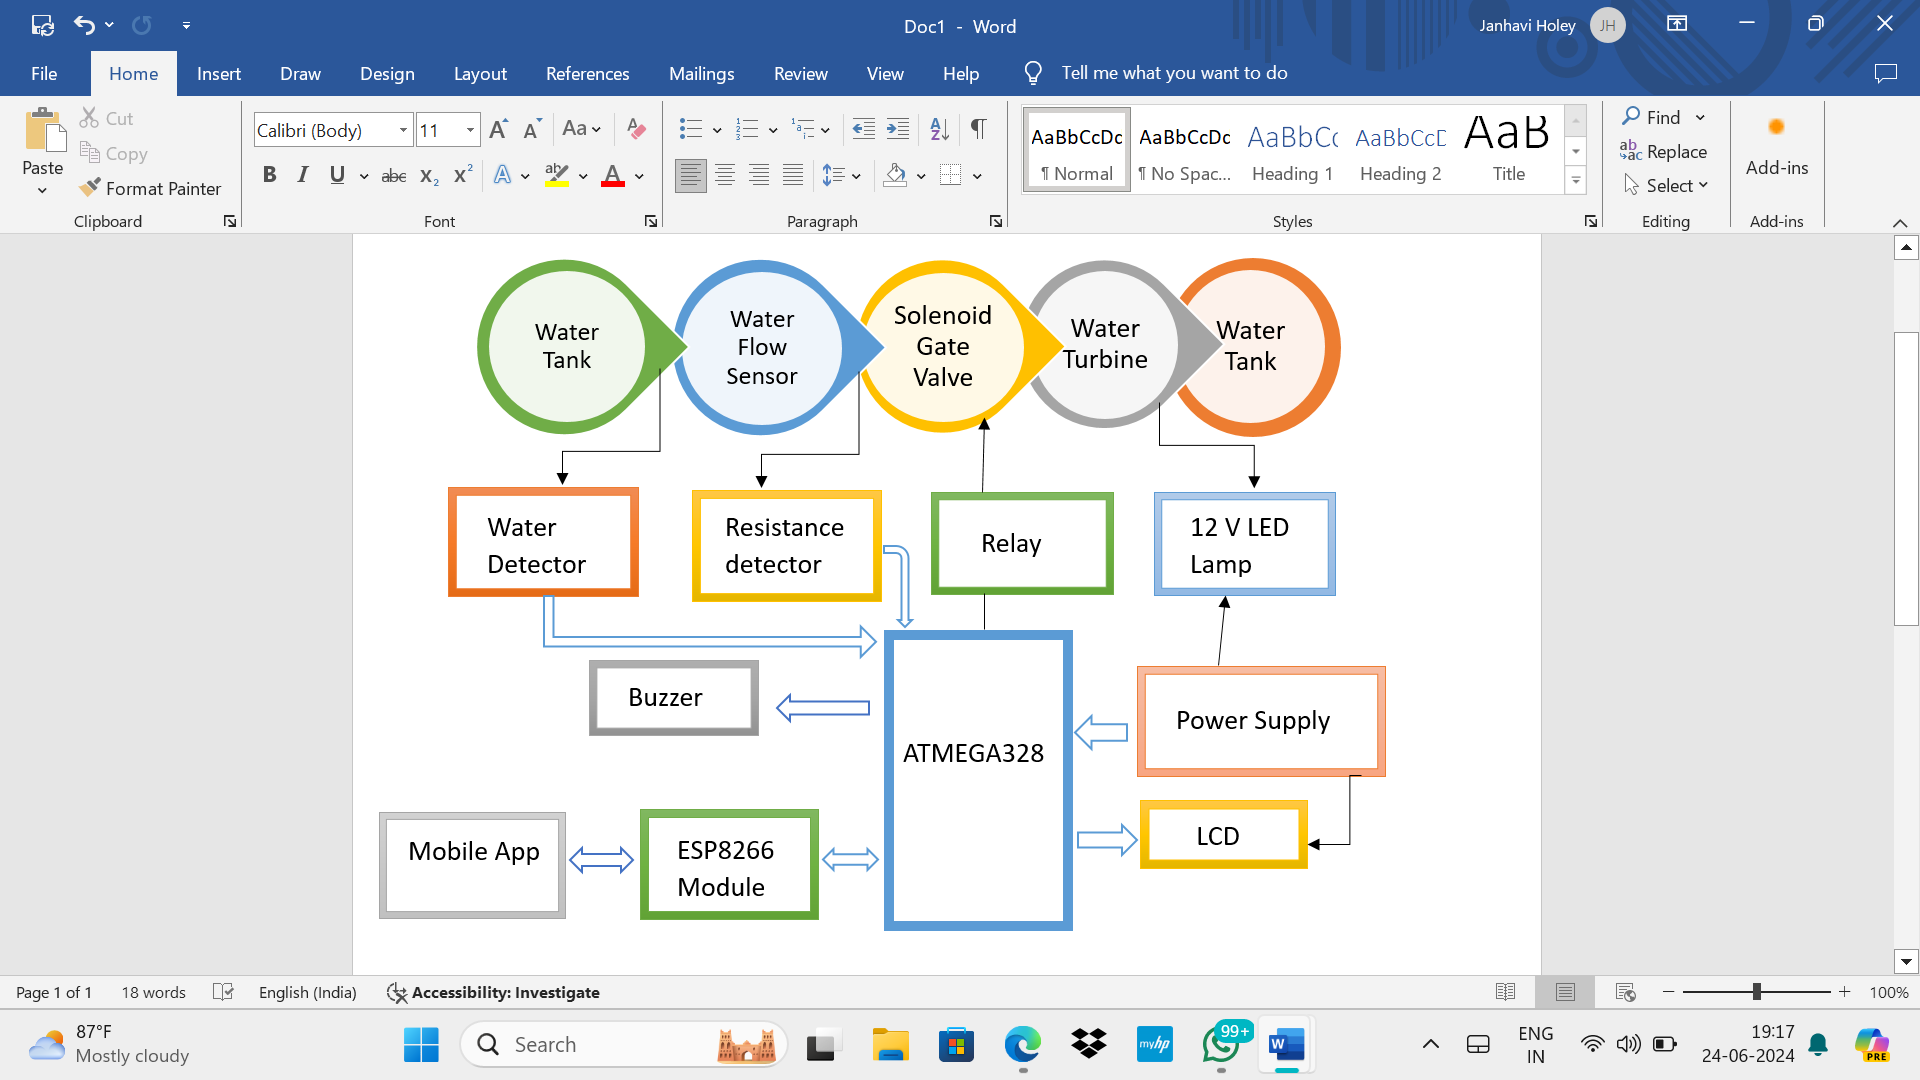 Doc1 - Word
Janhavi Holey
JH
File
Home
Insert
Draw
Design
Layout
References
Mailings
Review
View
Help
Tell me what you want to do
Paste
Cut
Copy
Format Painter
Clipboard
Calibri (Body)
11
Font
Paragraph
AaBbCcDc
¶ Normal
AaBbCcDc
¶ No Spac...
AaBbCc
Heading 1
AaBbCcD
Heading 2
AaB
Title
Styles
Find
Replace
Select
Editing
Add-ins
Add-ins
Water
Tank
Water
Flow
Sensor
Solenoid
Gate
Valve
Water
Turbine
Water
Tank
Water
Detector
Resistance
detector
Relay
12 V LED
Lamp
Buzzer
ATMEGA328
Power Supply
Mobile App
ESP8266
Module
LCD
Page 1 of 1
18 words
English (India)
Accessibility: Investigate
100%
87°F
Mostly cloudy
Search
myhp
99+
W
ENG
IN
19:17
24-06-2024
PRE